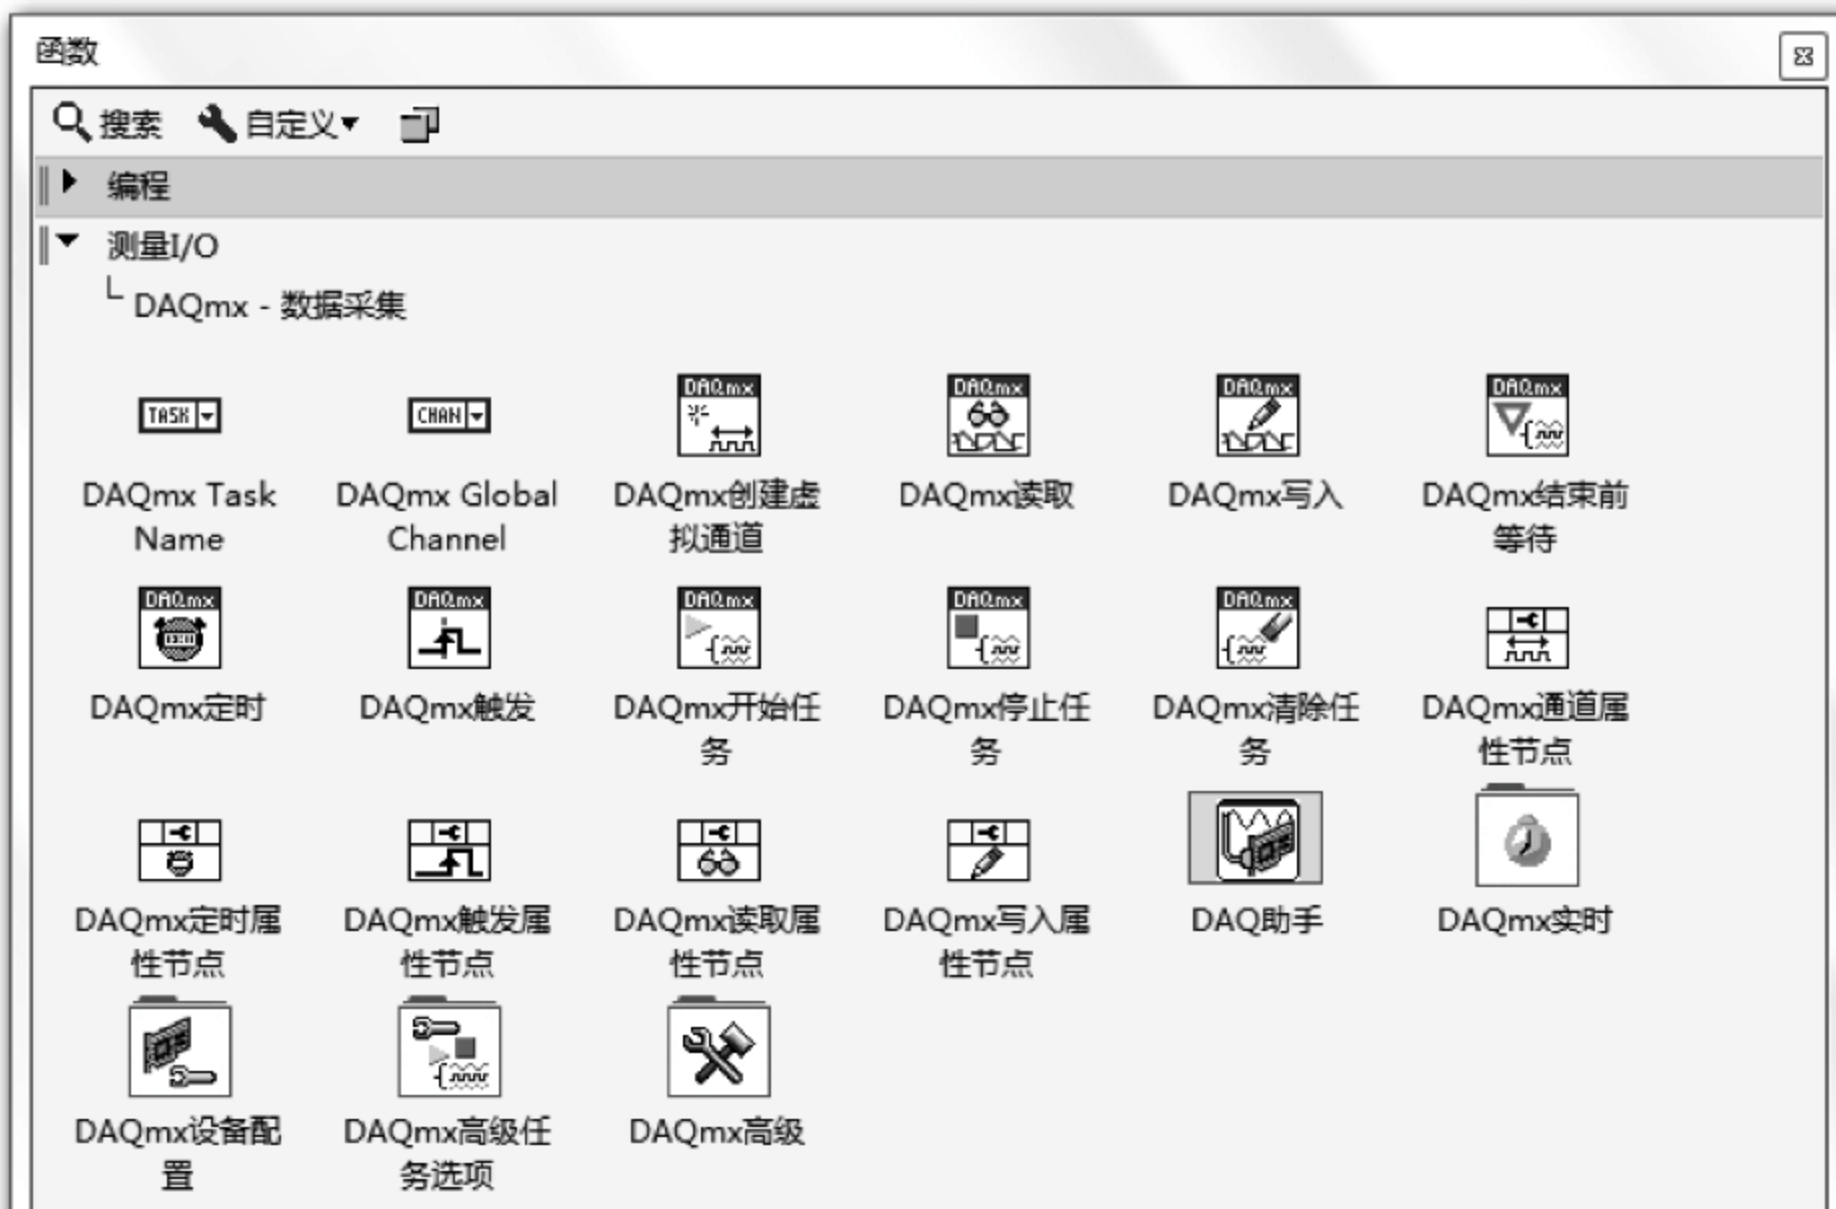 函数
搜索 自定义
编程
测量I/O
DAQmx - 数据采集
TASK CHAN DAQmx DAQmx DAQmx DAQmx
DAQmx Task DAQmx Global DAQmx创建虚 DAQmx读取 DAQmx写入 DAQmx结束前
Name Channel 拟通道 等待
DAQmx DAQmx DAQmx DAQmx DAQmx
DAQmx定时 DAQmx触发 DAQmx开始任 DAQmx停止任 DAQmx清除任 DAQmx通道属
务 务 务 性节点
DAQmx定时属 DAQmx触发属 DAQmx读取属 DAQmx写入属 DAQ助手 DAQmx实时
性节点 性节点 性节点 性节点
DAQmx设备配 DAQmx高级任 DAQmx高级
置 务选项